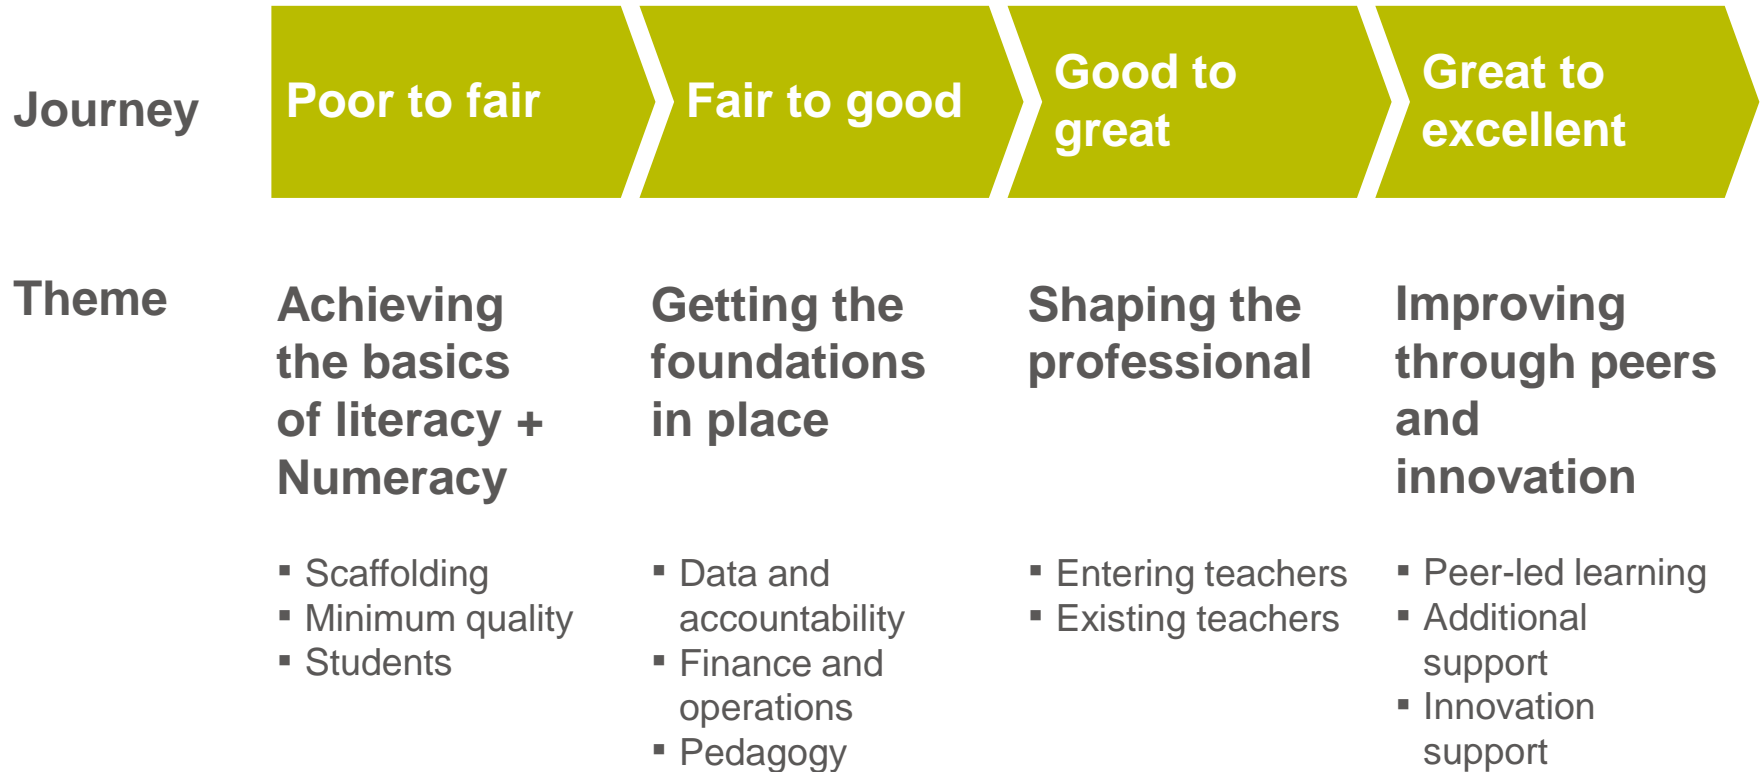 Journey
Poor to fair
Fair to good
Good to
great
Great to
excellent
Theme
Achieving
the basics
of literacy +
Numeracy
▪ Scaffolding
▪ Minimum quality
▪ Students
Getting the
foundations
in place
▪ Data and
accountability
▪ Finance and
operations
▪ Pedagogy
Shaping the
professional
▪ Entering teachers
▪ Existing teachers
Improving
through peers
and
innovation
▪ Peer-led learning
▪ Additional
support
▪ Innovation
support